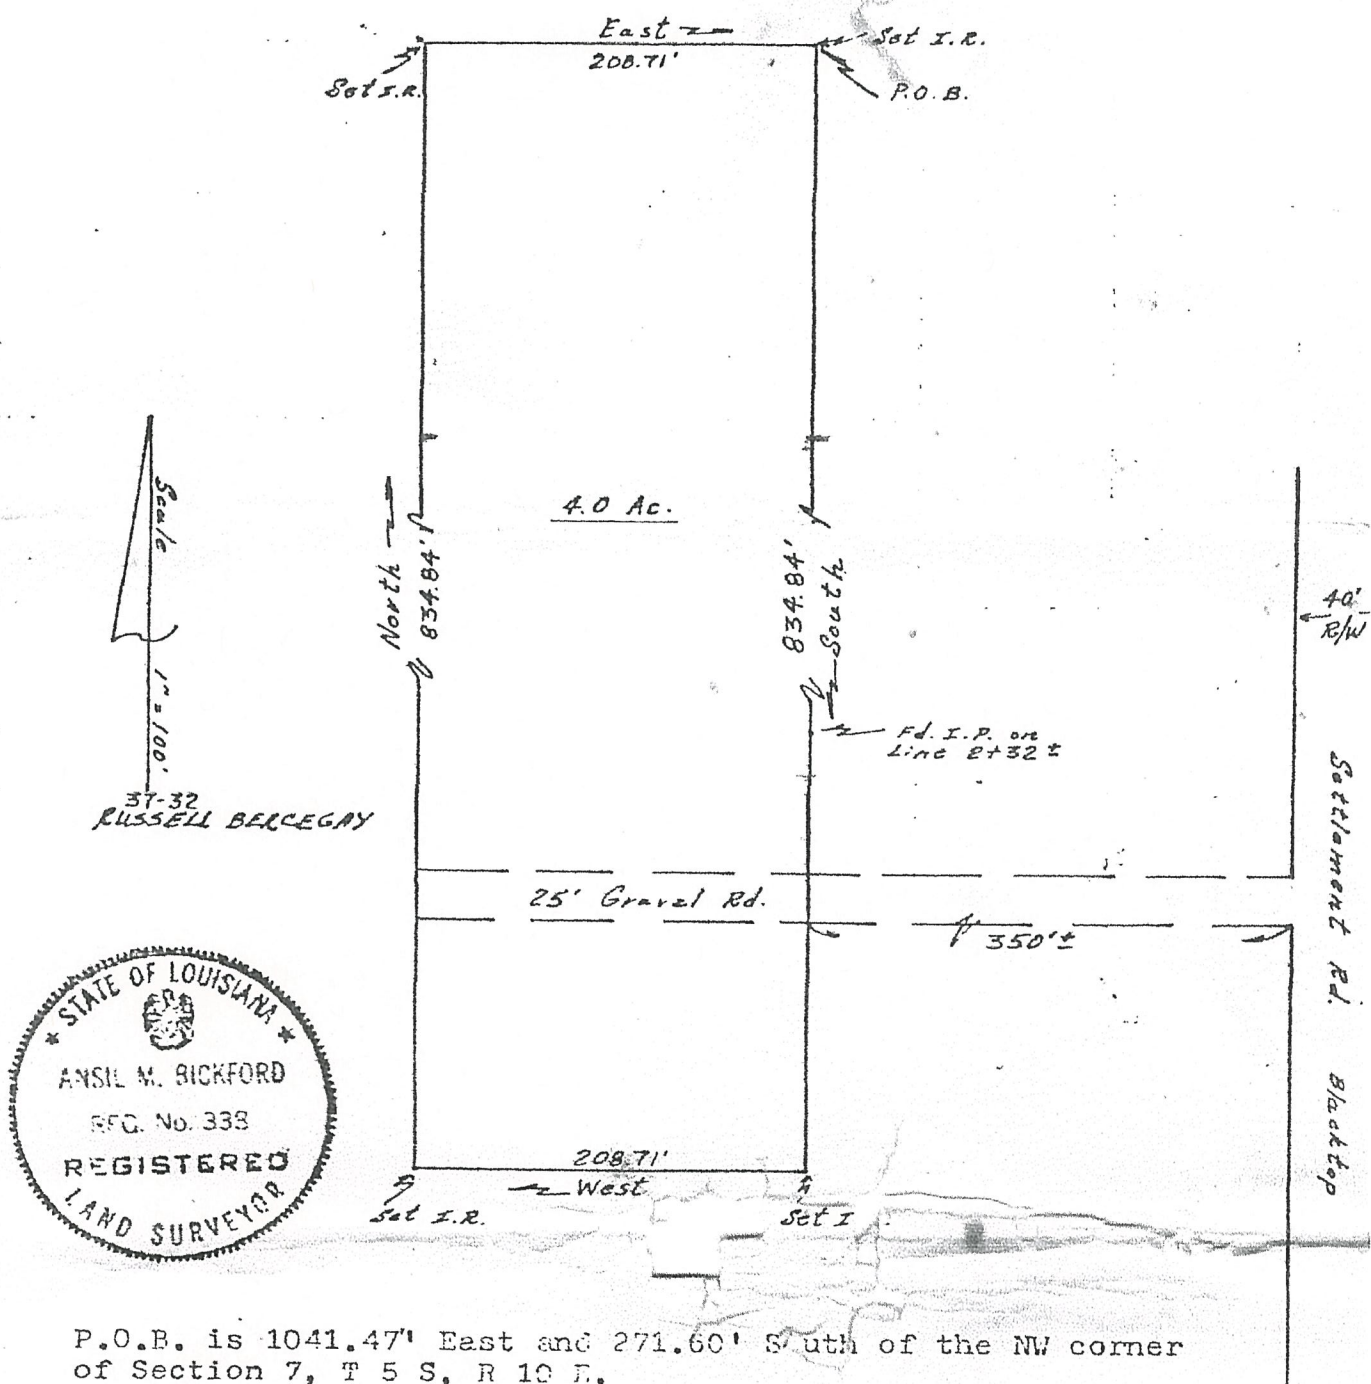 East
208.71'
Set I.R.
Set I.R.
P.O.B.
Scale
1" = 100'
4.0 Ac.
North
834.84'
834.84'
South
40'
R/W
Fd. I.P. on
Line 2+32 ±
37-32
RUSSELL BERCEGAY
25' Gravel Rd.
350' ±
Settlement Rd. Blacktop
STATE OF LOUISIANA
ANSIL M. BICKFORD
REG. No. 338
REGISTERED
LAND SURVEYOR
208.71'
West
Set I.R.
Set I
P.O.B. is 1041.47' East and 271.60' S uth of the NW corner
of Section 7, T 5 S, R 10 E.